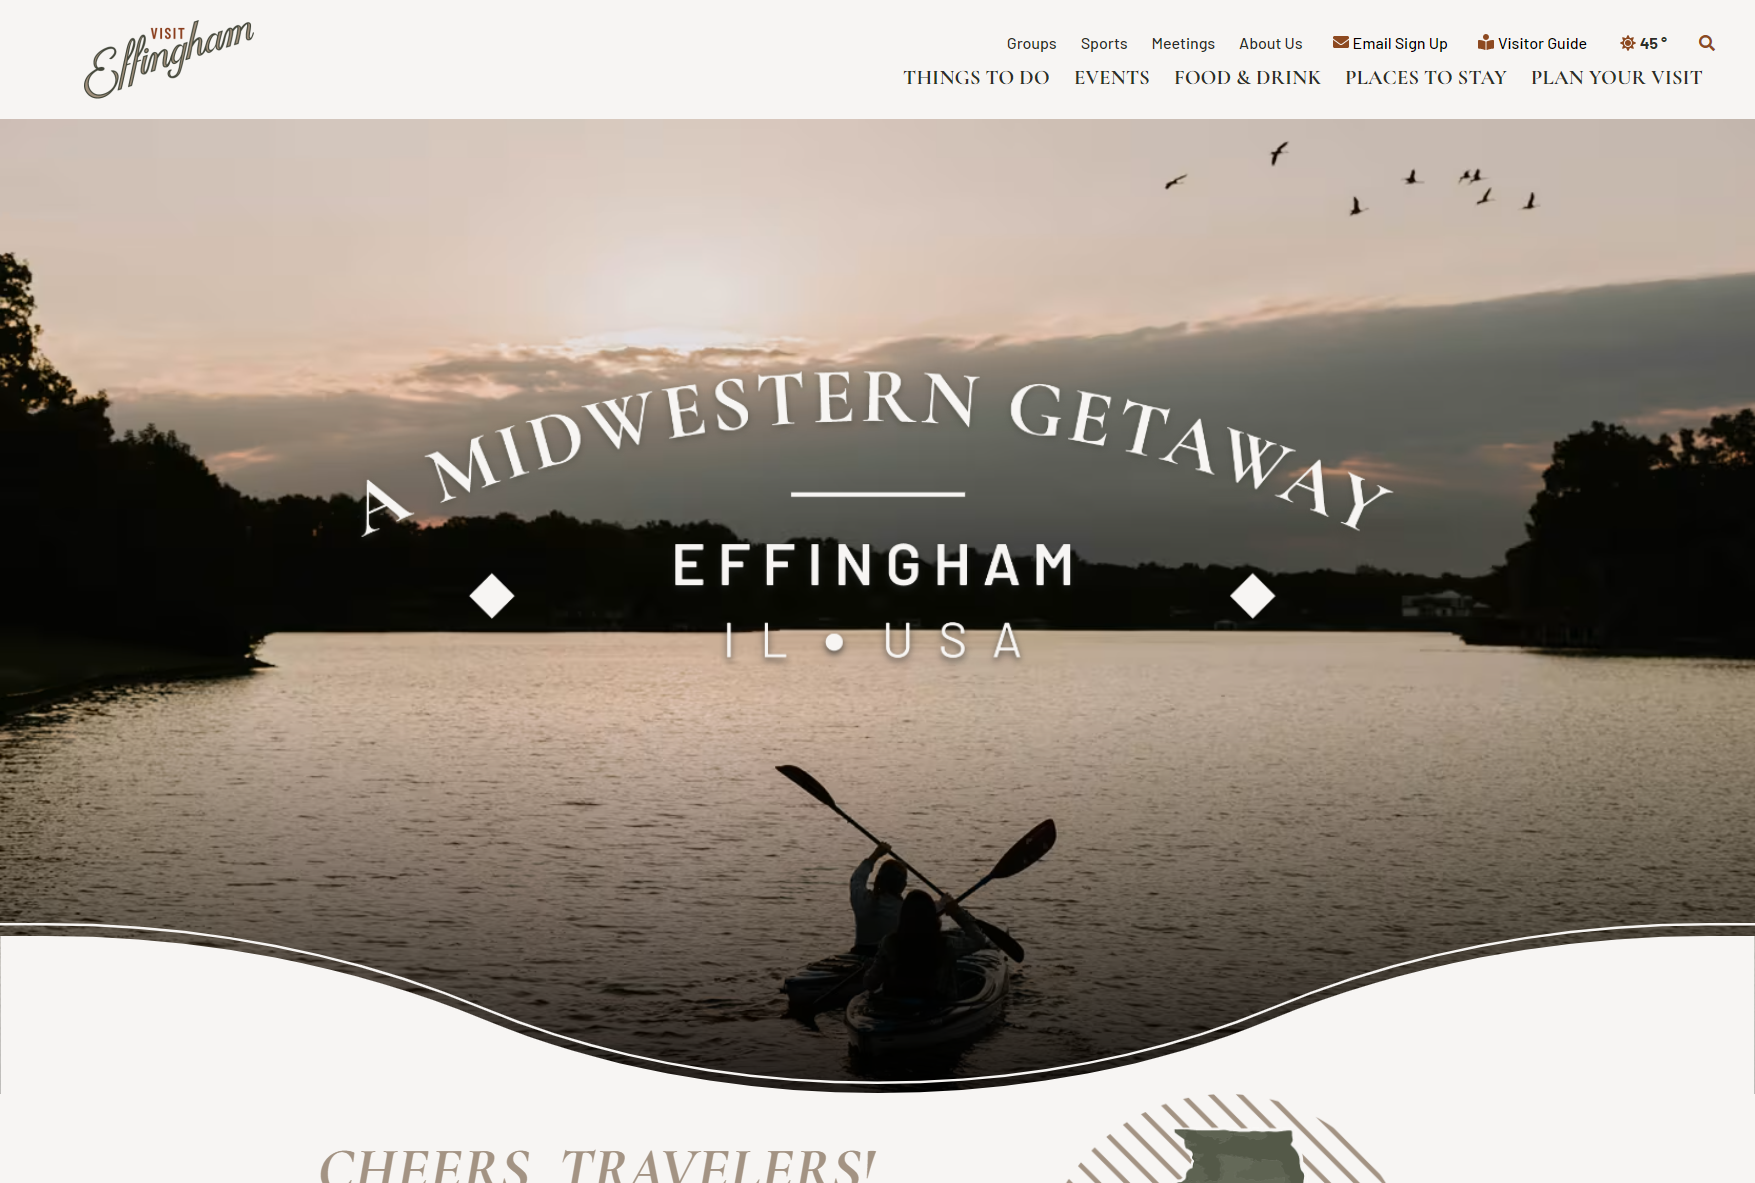 VISIT
Effingham
Groups Sports Meetings About Us Email Sign Up Visitor Guide 45°
THINGS TO DO EVENTS FOOD & DRINK PLACES TO STAY PLAN YOUR VISIT
A MIDWESTERN GETAWAY
EFFINGHAM
IL • USA
CHEERS, TRAVELERS!